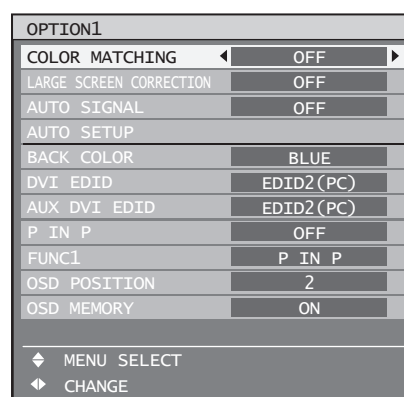 OPTION1
COLOR MATCHING OFF
LARGE SCREEN CORRECTION OFF
AUTO SIGNAL OFF
AUTO SETUP
BACK COLOR BLUE
DVI EDID EDID2(PC)
AUX DVI EDID EDID2(PC)
P IN P OFF
FUNC1 P IN P
OSD POSITION 2
OSD MEMORY ON
MENU SELECT
CHANGE